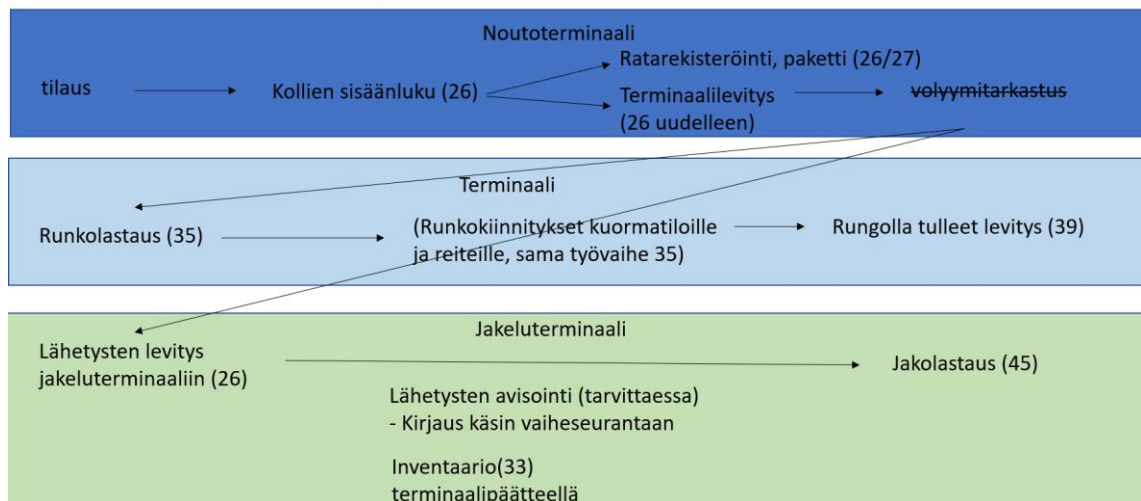 Noutoterminaali
tilaus
Kollien sisäänluku (26)
Ratarekisteröinti, paketti (26/27)
Terminaalilevitys
(26 uudelleen)
volyymitarkastus
Terminaali
Runkolastaus (35)
(Runkokiinnitykset kuormatiloille
ja reiteille, sama työvaihe 35)
Rungolla tulleet levitys (39)
Jakeluterminaali
Lähetysten levitys
jakeluterminaaliin (26)
Jakolastaus (45)
Lähetysten avisointi (tarvittaessa)
- Kirjaus käsin vaiheseurantaan
Inventaario(33)
terminaalipäätteellä